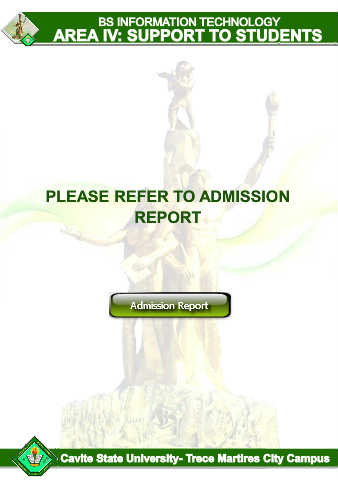 BS INFORMATION TECHNOLOGY
AREA IV: SUPPORT TO STUDENTS
PLEASE REFER TO ADMISSION
REPORT
Admission Report
Cavite State University- Trece Martires City Campus